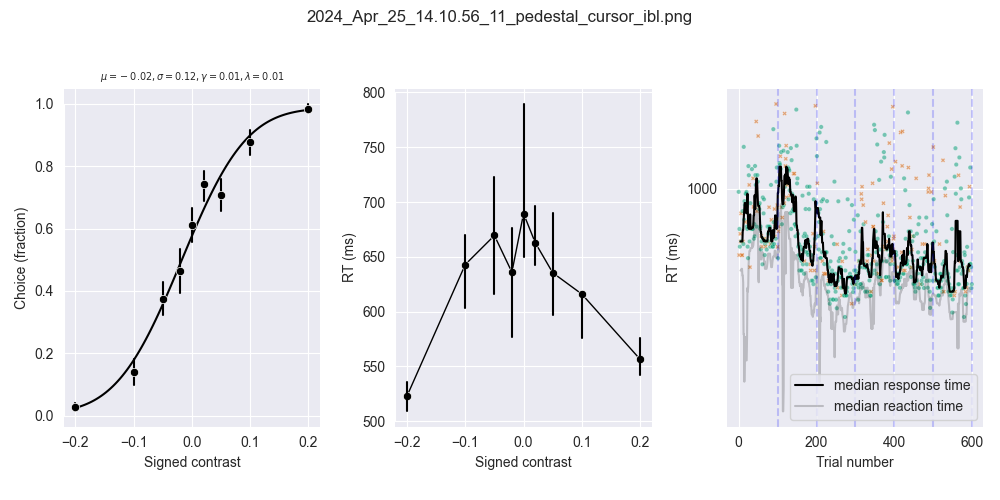 2024_Apr_25_14.10.56_11_pedestal_cursor_ibl.png
μ = − 0.02, σ = 0.12, γ = 0.01, λ = 0.01
Choice (fraction)
1.0
0.8
0.6
0.4
0.2
0.0
−0.2
−0.1
0.0
0.1
0.2
Signed contrast
RT (ms)
800
750
700
650
600
550
500
−0.2
−0.1
0.0
0.1
0.2
Signed contrast
RT (ms)
1000
median response time
median reaction time
0
200
400
600
Trial number